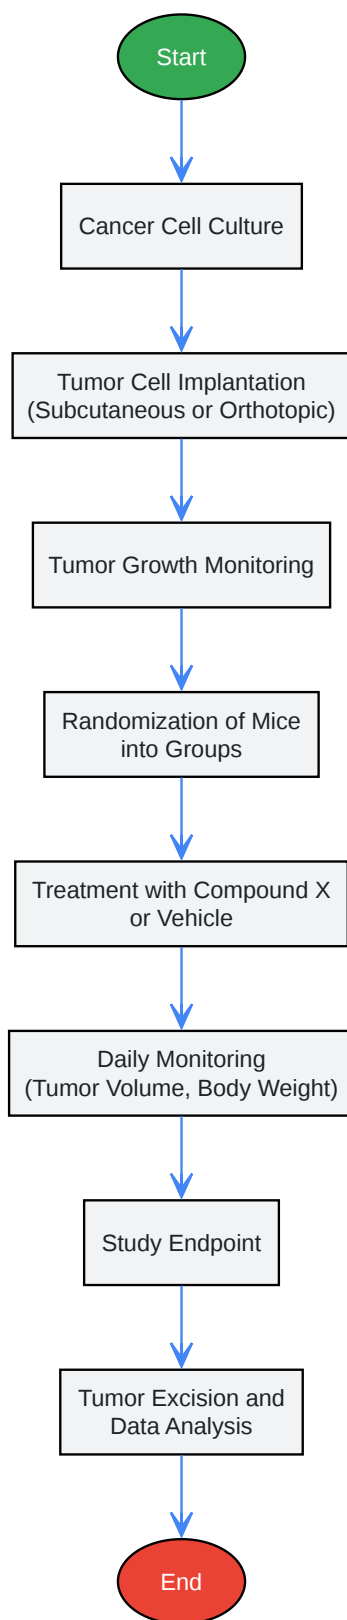 Start
Cancer Cell Culture
Tumor Cell Implantation
(Subcutaneous or Orthotopic)
Tumor Growth Monitoring
Randomization of Mice
into Groups
Treatment with Compound X
or Vehicle
Daily Monitoring
(Tumor Volume, Body Weight)
Study Endpoint
Tumor Excision and
Data Analysis
End